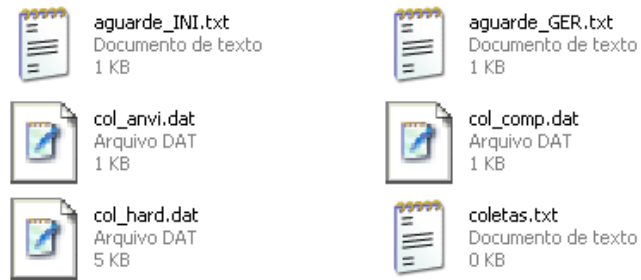 aguarde_INI.txt
Documento de texto
1 KB
aguarde_GER.txt
Documento de texto
1 KB
col_anvi.dat
Arquivo DAT
1 KB
col_comp.dat
Arquivo DAT
1 KB
col_hard.dat
Arquivo DAT
5 KB
coletas.txt
Documento de texto
0 KB